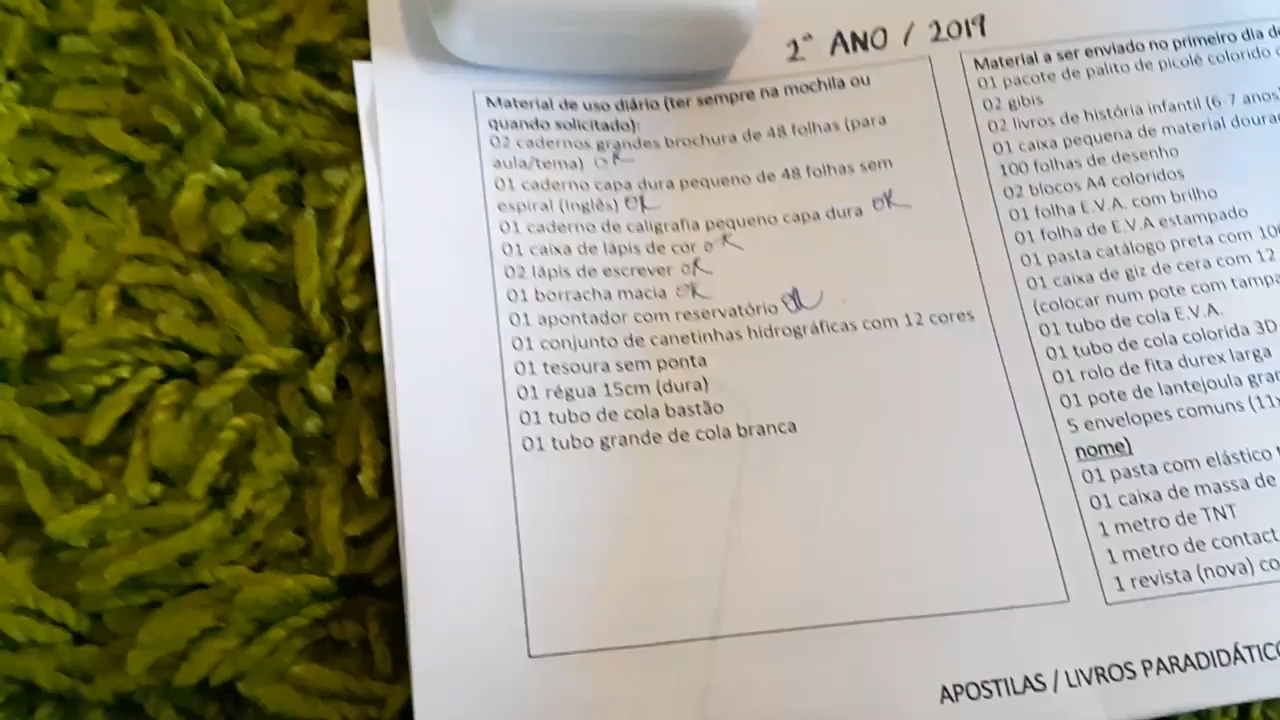 2° ANO / 2019
Material de uso diário (ter sempre na mochila ou
quando solicitado):
02 cadernos grandes brochura de 48 folhas (para
aula/tema) OK
01 caderno capa dura pequeno de 48 folhas sem
espiral (Inglês) OK
01 caderno de caligrafia pequeno capa dura OK
01 caixa de lápis de cor OK
02 lápis de escrever OK
01 borracha macia OK
01 apontador com reservatório OK
01 conjunto de canetinhas hidrográficas com 12 cores
01 tesoura sem ponta
01 régua 15cm (dura)
01 tubo de cola bastão
01 tubo grande de cola branca
Material a ser enviado no primeiro dia
01 pacote de palito de picolé colorido
02 gibis
02 livros de história infantil (6-7 anos
01 caixa pequena de material
100 folhas de desenho
02 blocos A4 coloridos
01 folha E.V.A. com brilho
01 folha de E.V.A estampado
01 pasta catálogo preta com
01 caixa de giz de cera com 12
(colocar num pote com tampa
01 tubo de cola E.V.A.
01 tubo de cola colorida 3D
01 rolo de fita durex larga
01 pote de lantejoula
5 envelopes comuns
nome)
01 pasta com elástico
01 caixa de massa de
1 metro de TNT
1 metro de contact
1 revista (nova)
APOSTILAS / LIVROS